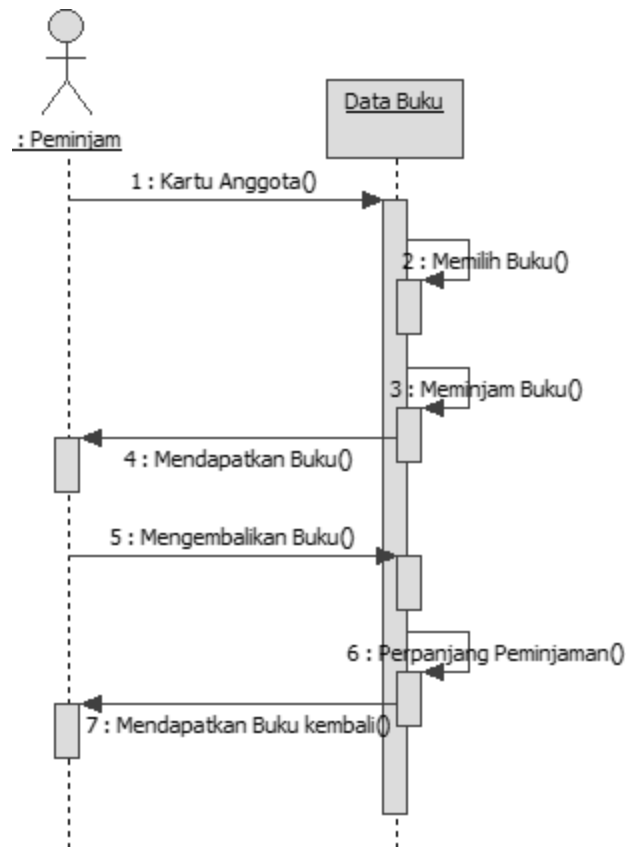 : Peminjam
Data Buku
1 : Kartu Anggota()
2 : Memilih Buku()
3 : Meminjam Buku()
4 : Mendapatkan Buku()
5 : Mengembalikan Buku()
6 : Perpanjang Peminjaman()
7 : Mendapatkan Buku kembali()